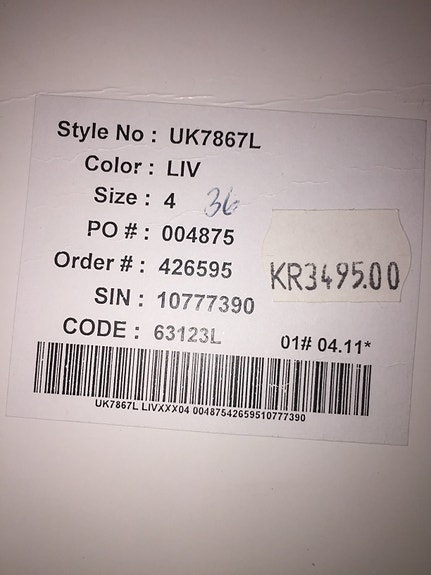 Style No : UK7867L
Color : LIV
Size : 4 36
PO # : 004875
Order # : 426595
KR3495.00
SIN : 10777390
CODE : 63123L
01# 04.11*
UK7867L LIVXXX04 00487542659510777390